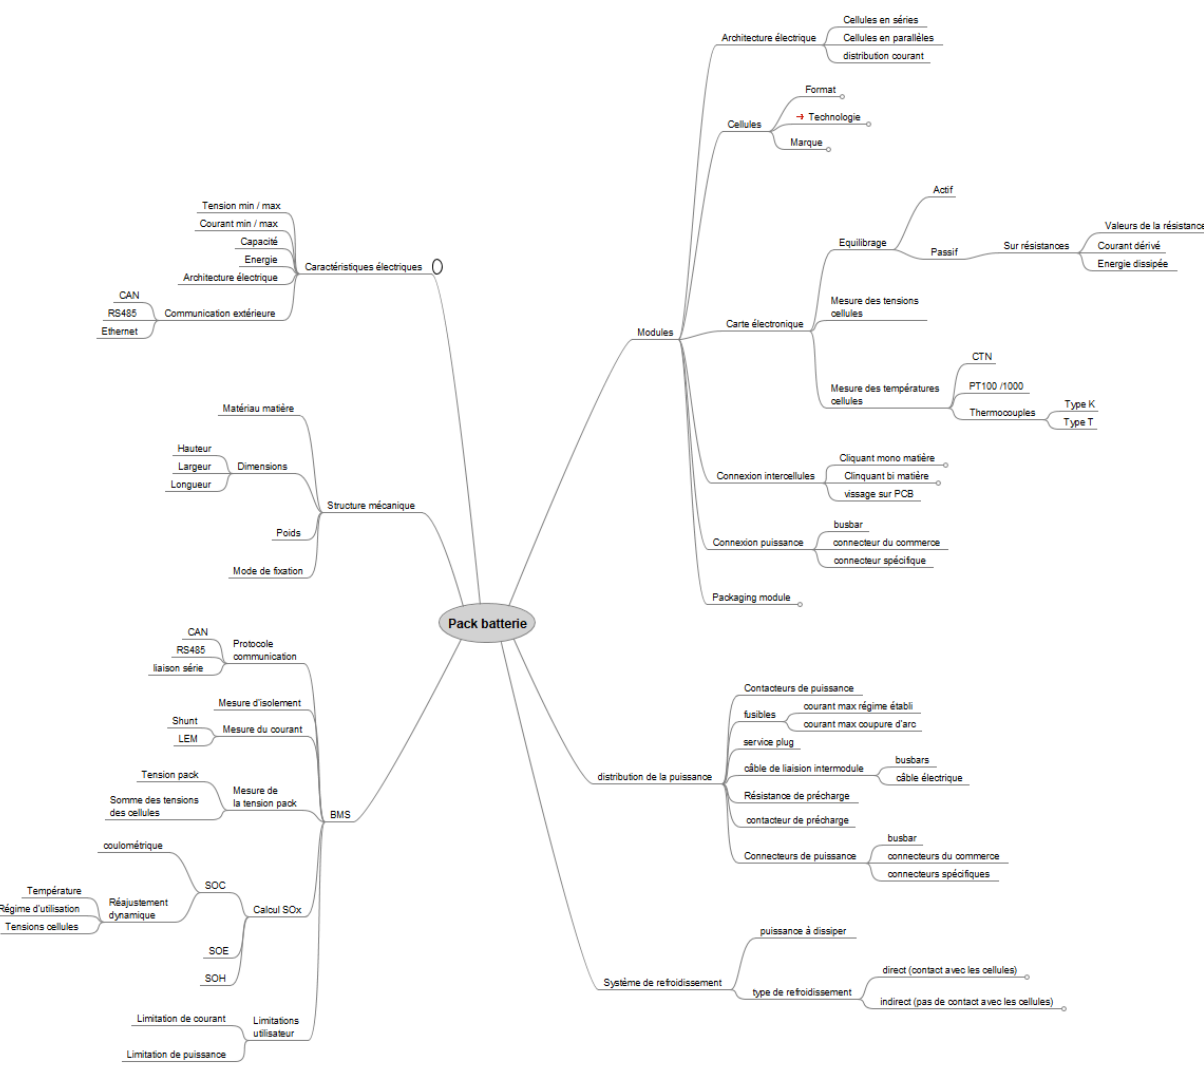 Pack batterie
Modules
Architecture électrique
Cellules en séries
Cellules en parallèles
distribution courant
Cellules
Format
Technologie
Marque
Carte électronique
Equilibrage
Actif
Passif
Sur résistances
Valeurs de la résistance
Courant dérivé
Energie dissipée
Mesure des tensions
cellules
Mesure des températures
cellules
CTN
PT100 /1000
Thermocouples
Type K
Type T
Connexion intercellules
Cliquant mono matière
Clinquant bi matière
vissage sur PCB
Connexion puissance
busbar
connecteur du commerce
connecteur spécifique
Packaging module
distribution de la puissance
Contacteurs de puissance
fusibles
courant max régime établi
courant max coupure d'arc
service plug
câble de liaision intermodule
busbars
câble électrique
Résistance de précharge
contacteur de précharge
Connecteurs de puissance
busbar
connecteurs du commerce
connecteurs spécifiques
Systéme de refroidissement
puissance à dissiper
type de refroidissement
direct (contact avec les cellules)
indirect (pas de contact avec les cellules)
Caractéristiques électriques
Tension min / max
Courant min / max
Capacité
Energie
Architecture électrique
Communication extérieure
CAN
RS485
Ethernet
Structure mécanique
Matériau matière
Dimensions
Hauteur
Largeur
Longueur
Poids
Mode de fixation
BMS
Protocole
communication
CAN
RS485
liaison série
Mesure d'isolement
Mesure du courant
Shunt
LEM
Mesure de
la tension pack
Tension pack
Somme des tensions
des cellules
Calcul SOx
SOC
coulométrique
Réajustement
dynamique
Température
Régime d'utilisation
Tensions cellules
SOE
SOH
Limitations
utilisateur
Limitation de courant
Limitation de puissance